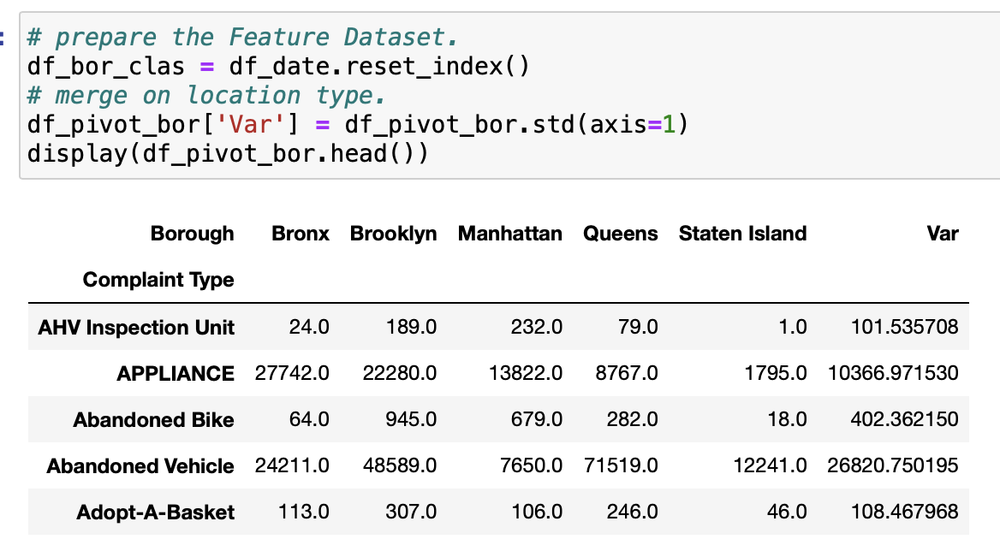 # prepare the Feature Dataset.
df_bor_clas = df_date.reset_index()
# merge on location type.
df_pivot_bor['Var'] = df_pivot_bor.std(axis=1)
display(df_pivot_bor.head())
Borough Bronx Brooklyn Manhattan Queens Staten Island Var
Complaint Type
AHV Inspection Unit 24.0 189.0 232.0 79.0 1.0 101.535708
APPLIANCE 27742.0 22280.0 13822.0 8767.0 1795.0 10366.971530
Abandoned Bike 64.0 945.0 679.0 282.0 18.0 402.362150
Abandoned Vehicle 24211.0 48589.0 7650.0 71519.0 12241.0 26820.750195
Adopt-A-Basket 113.0 307.0 106.0 246.0 46.0 108.467968